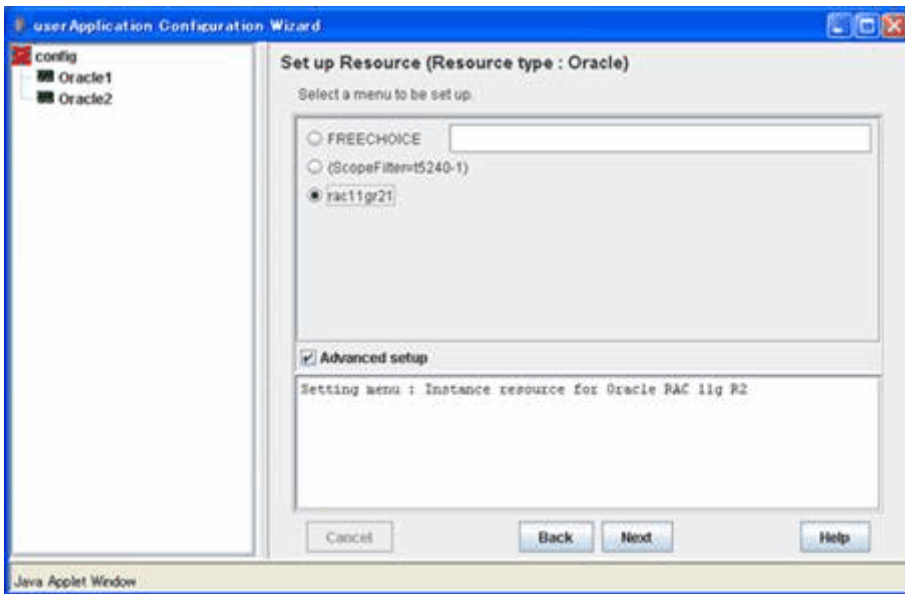 userApplication Configuration Wizard
config
Oracle1
Oracle2
Set up Resource (Resource type : Oracle)
Select a menu to be set up.
FREECHOICE
(ScopeFilter=t5240-1)
rac11gr21
Advanced setup
Setting menu : Instance resource for Oracle RAC 11g R2
Cancel
Back
Next
Help
Java Applet Window